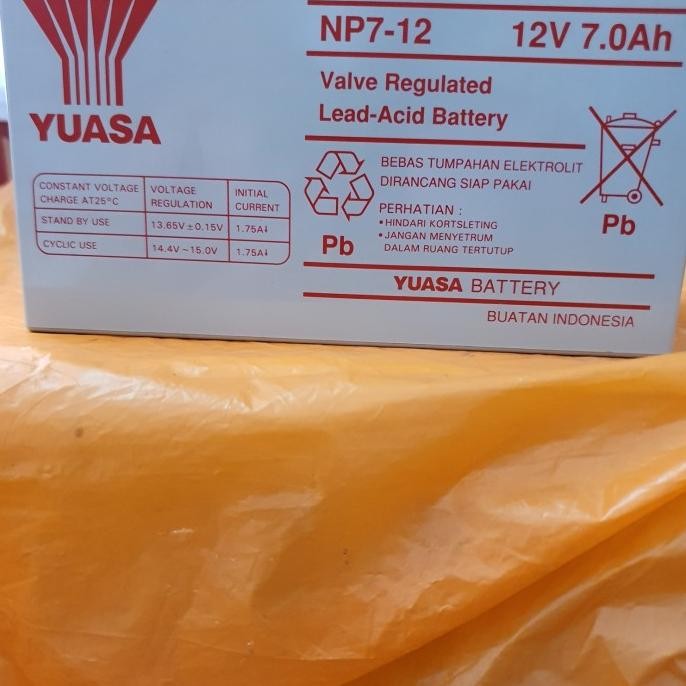 YUASA
NP7-12 12V 7.0Ah
Valve Regulated
Lead-Acid Battery
CONSTANT VOLTAGE CHARGE AT25°C VOLTAGE REGULATION INITIAL CURRENT
STAND BY USE 13.65V±0.15V 1.75A↓
CYCLIC USE 14.4V~15.0V 1.75A↓
Pb
BEBAS TUMPAHAN ELEKTROLIT
DIRANCANG SIAP PAKAI
PERHATIAN :
•HINDARI KORTSLETING
•JANGAN MENYETRUM
DALAM RUANG TERTUTUP
Pb
YUASA BATTERY
BUATAN INDONESIA